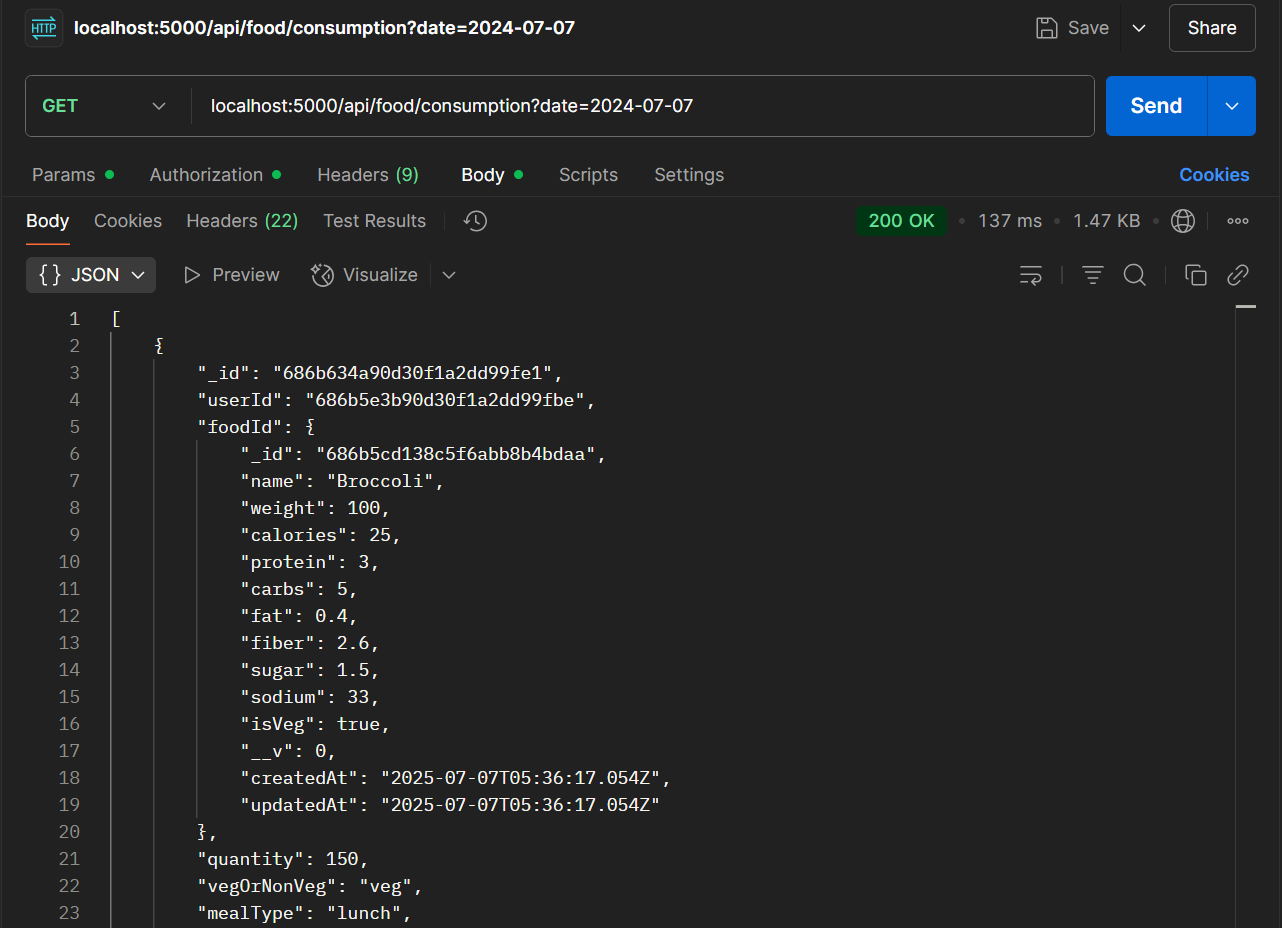 HTTP localhost:5000/api/food/consumption?date=2024-07-07 Save Share
GET localhost:5000/api/food/consumption?date=2024-07-07 Send
Params Authorization Headers (9) Body Scripts Settings Cookies
Body Cookies Headers (22) Test Results 200 OK 137 ms 1.47 KB
{} JSON Preview Visualize
1 [
2 {
3 "_id": "686b634a90d30f1a2dd99fe1",
4 "userId": "686b5e3b90d30f1a2dd99fbe",
5 "foodId": {
6 "_id": "686b5cd138c5f6abb8b4bdaa",
7 "name": "Broccoli",
8 "weight": 100,
9 "calories": 25,
10 "protein": 3,
11 "carbs": 5,
12 "fat": 0.4,
13 "fiber": 2.6,
14 "sugar": 1.5,
15 "sodium": 33,
16 "isVeg": true,
17 "__v": 0,
18 "createdAt": "2025-07-07T05:36:17.054Z",
19 "updatedAt": "2025-07-07T05:36:17.054Z"
20 },
21 "quantity": 150,
22 "vegOrNonVeg": "veg",
23 "mealType": "lunch",